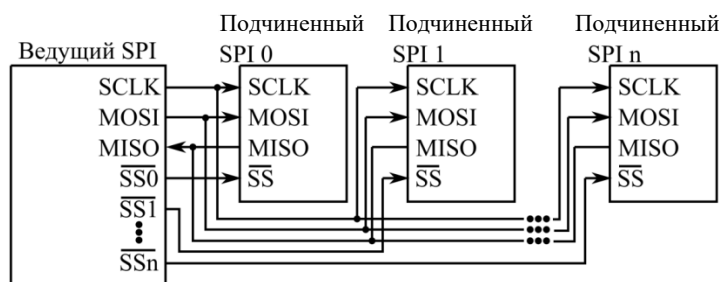 Подчиненный Подчиненный Подчиненный
Ведущий SPI SPI 0 SPI 1 SPI n
SCLK SCLK SCLK SCLK
MOSI MOSI MOSI MOSI
MISO MISO MISO MISO
SS0 SS SS SS
SS1
SSn